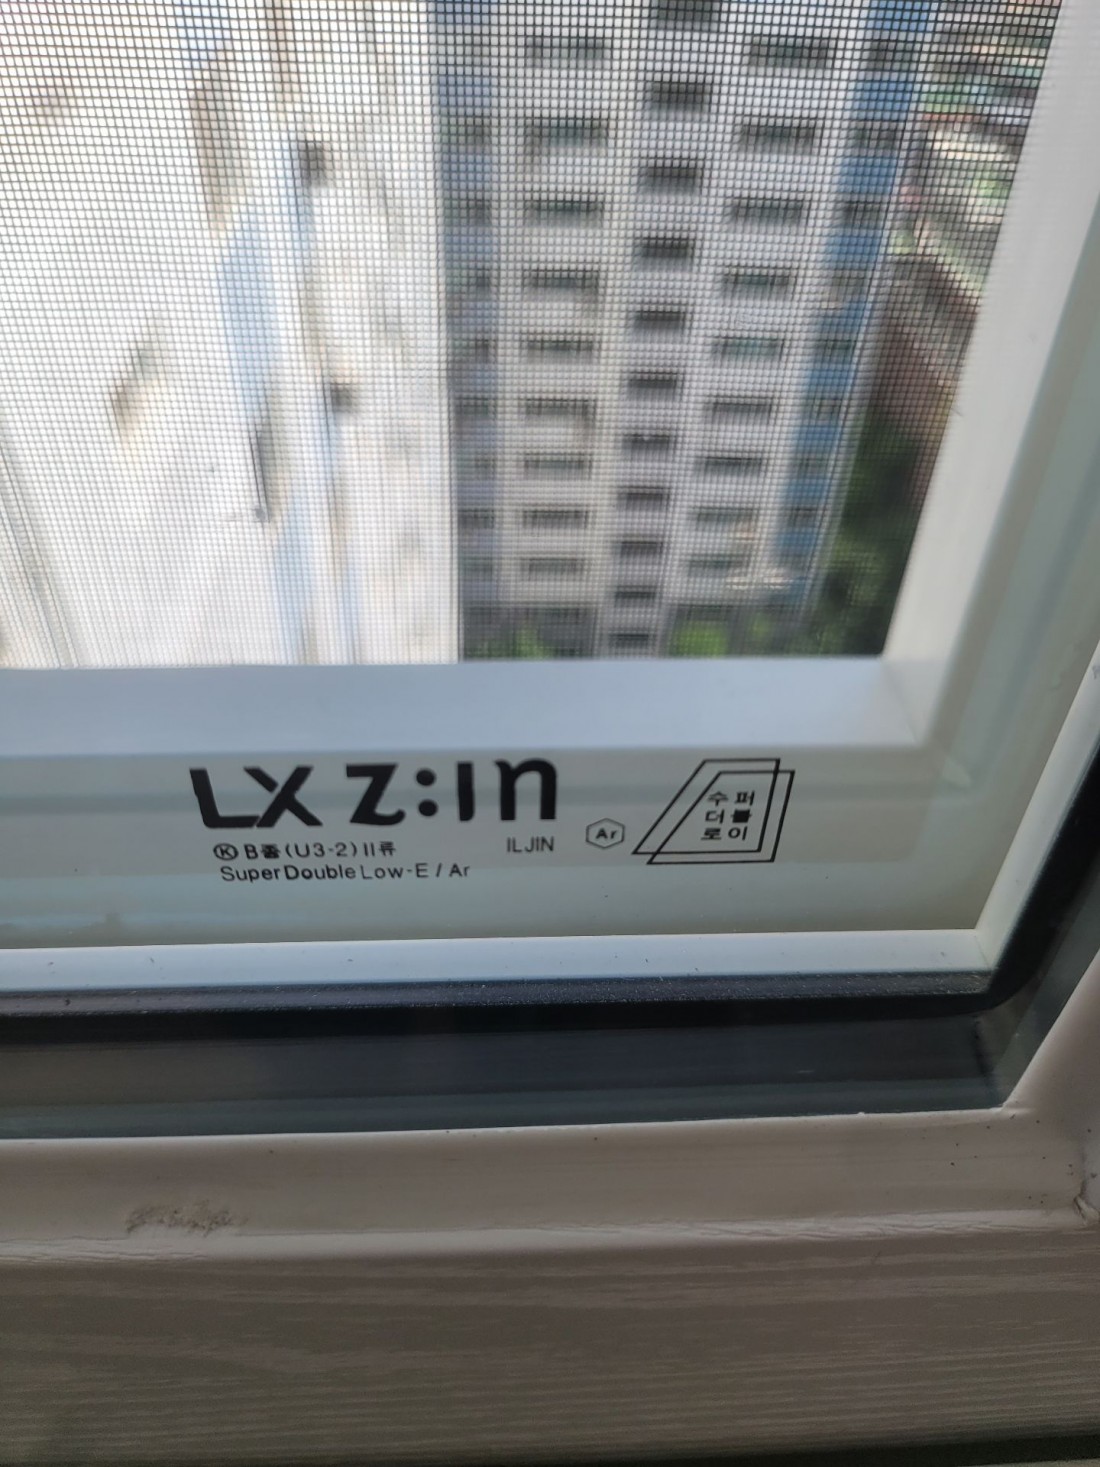 LX Z:IN
Ⓚ B종(U3-2)II류
ILJIN
Super Double Low-E / Ar
Ar
수퍼
더블
로이